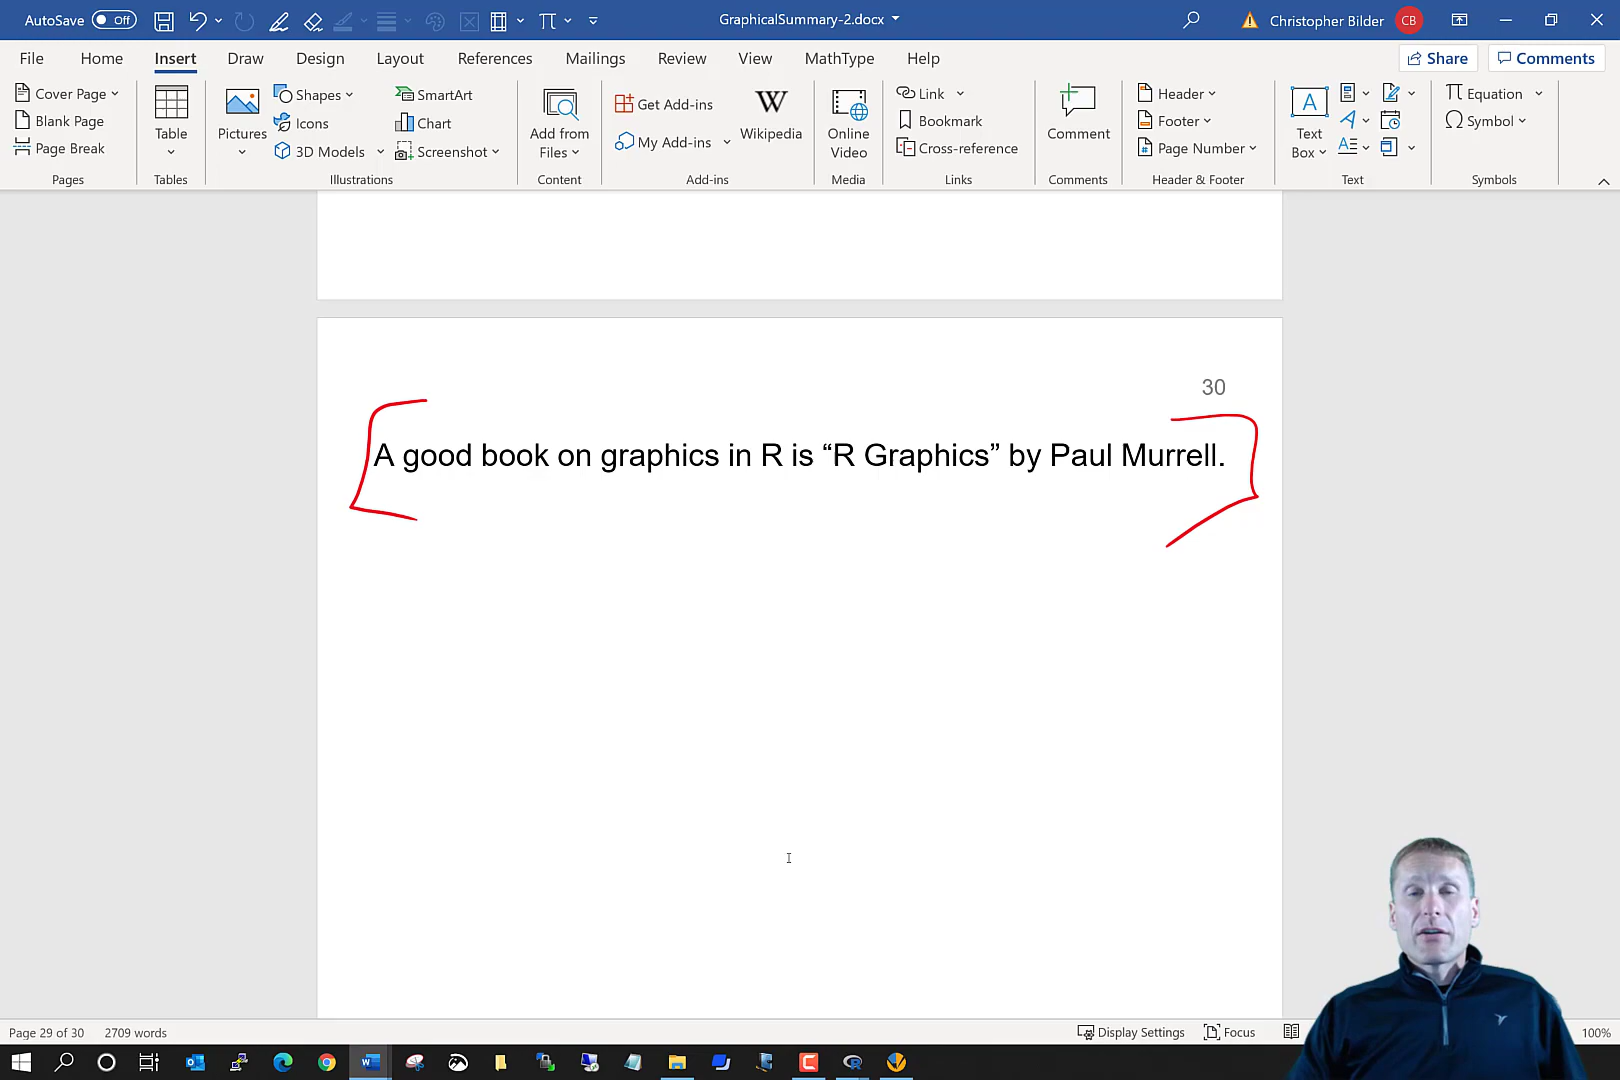 AutoSave Off GraphicalSummary-2.docx Christopher Bilder CB
File Home Insert Draw Design Layout References Mailings Review View MathType Help Share Comments
Cover Page
Blank Page
Page Break
Pages
Table
Tables
Pictures
Shapes
Icons
3D Models
SmartArt
Chart
Screenshot
Illustrations
Add from
Files
Content
Get Add-ins
My Add-ins
W
Wikipedia
Add-ins
Online
Video
Media
Link
Bookmark
Cross-reference
Links
Comment
Comments
Header
Footer
Page Number
Header & Footer
A
Text
Box
Text
π Equation
Ω Symbol
Symbols
30
A good book on graphics in R is “R Graphics” by Paul Murrell.
Page 29 of 30 2709 words Display Settings Focus 100%